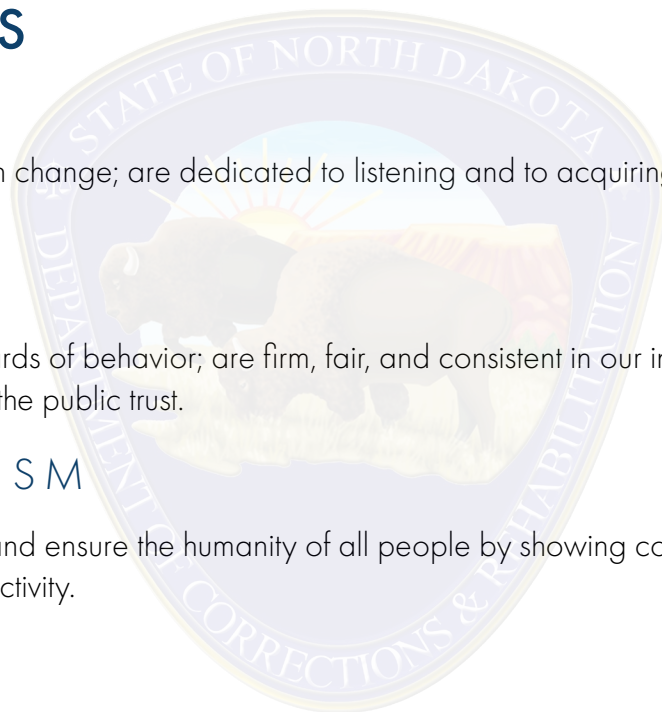 S
n change; are dedicated to listening and to acquiring
rds of behavior; are firm, fair, and consistent in our in
the public trust.
SM
and ensure the humanity of all people by showing co
ctivity.
STATE OF NORTH DAKOTA
DEPARTMENT OF CORRECTIONS & REHABILITATION